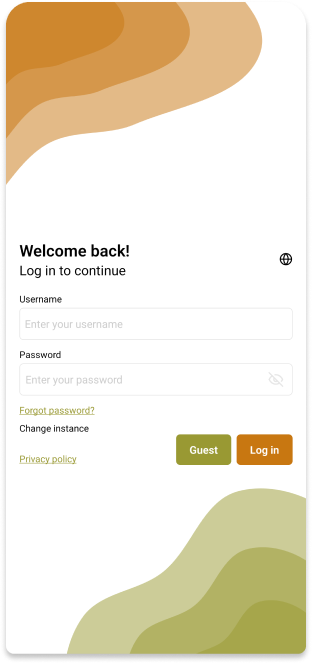 Welcome back!
Log in to continue
Username
Enter your username
Password
Enter your password
Forgot password?
Change instance
Guest
Log in
Privacy policy